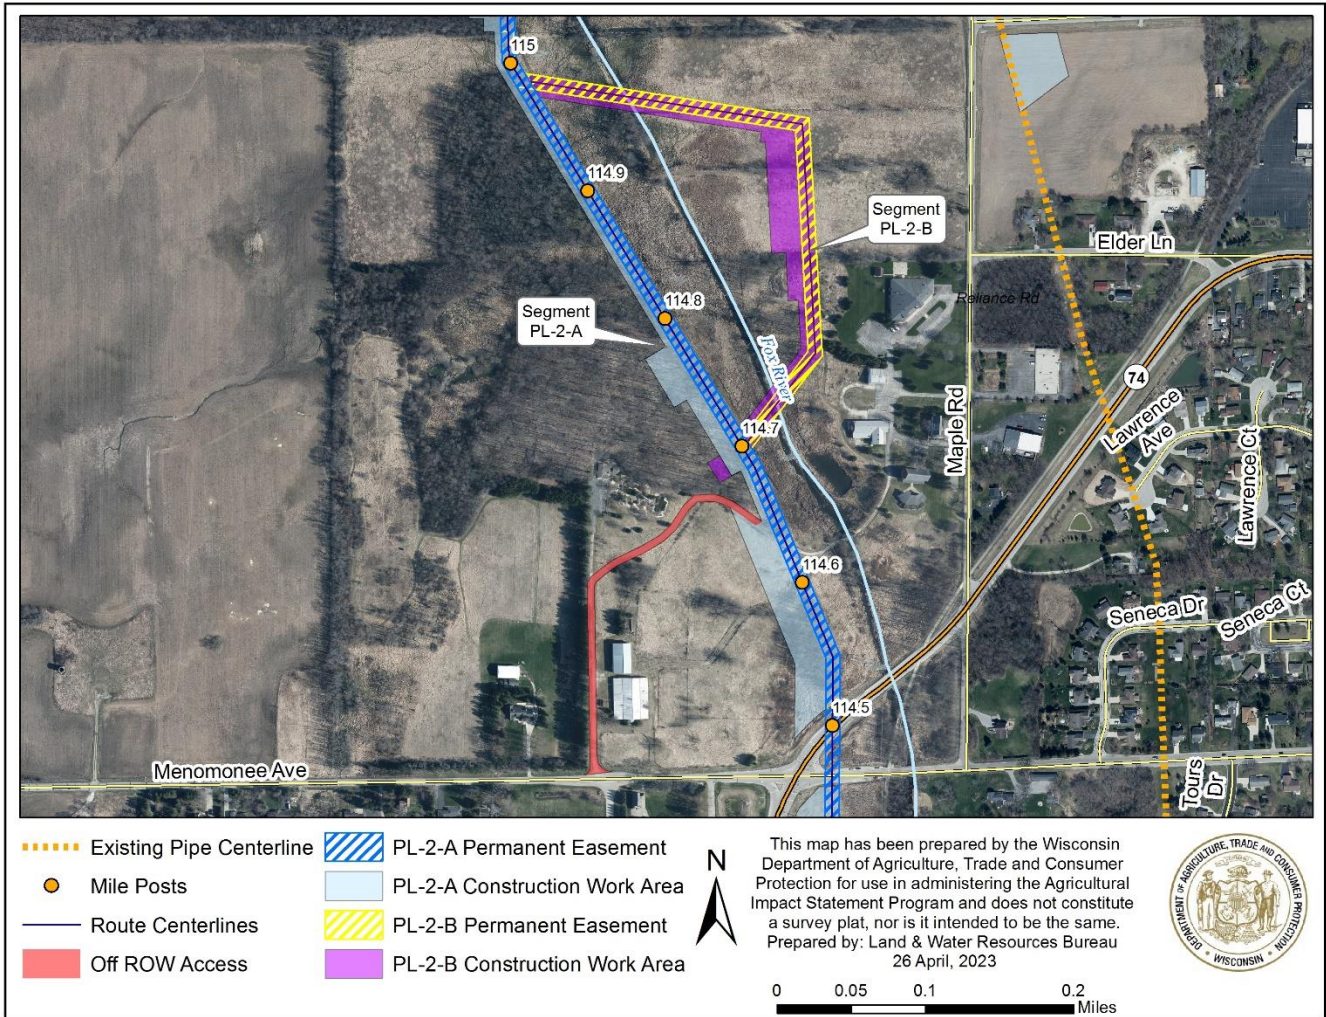 115
114.9
Segment
PL-2-B
Elder Ln
Reliance Rd
114.8
Segment
PL-2-A
Fox River
74
Lawrence
Ave
Lawrence Ct
Maple Rd
114.7
114.6
Seneca Dr
Seneca Ct
114.5
Menomonee Ave
Tours
Dr
Existing Pipe Centerline
Mile Posts
Route Centerlines
Off ROW Access
PL-2-A Permanent Easement
PL-2-A Construction Work Area
PL-2-B Permanent Easement
PL-2-B Construction Work Area
N
This map has been prepared by the Wisconsin
Department of Agriculture, Trade and Consumer
Protection for use in administering the Agricultural
Impact Statement Program and does not constitute
a survey plat, nor is it intended to be the same.
Prepared by: Land & Water Resources Bureau
26 April, 2023
0 0.05 0.1 0.2
Miles
DEPARTMENT OF AGRICULTURE, TRADE AND CONSUMER PROTECTION
• WISCONSIN •